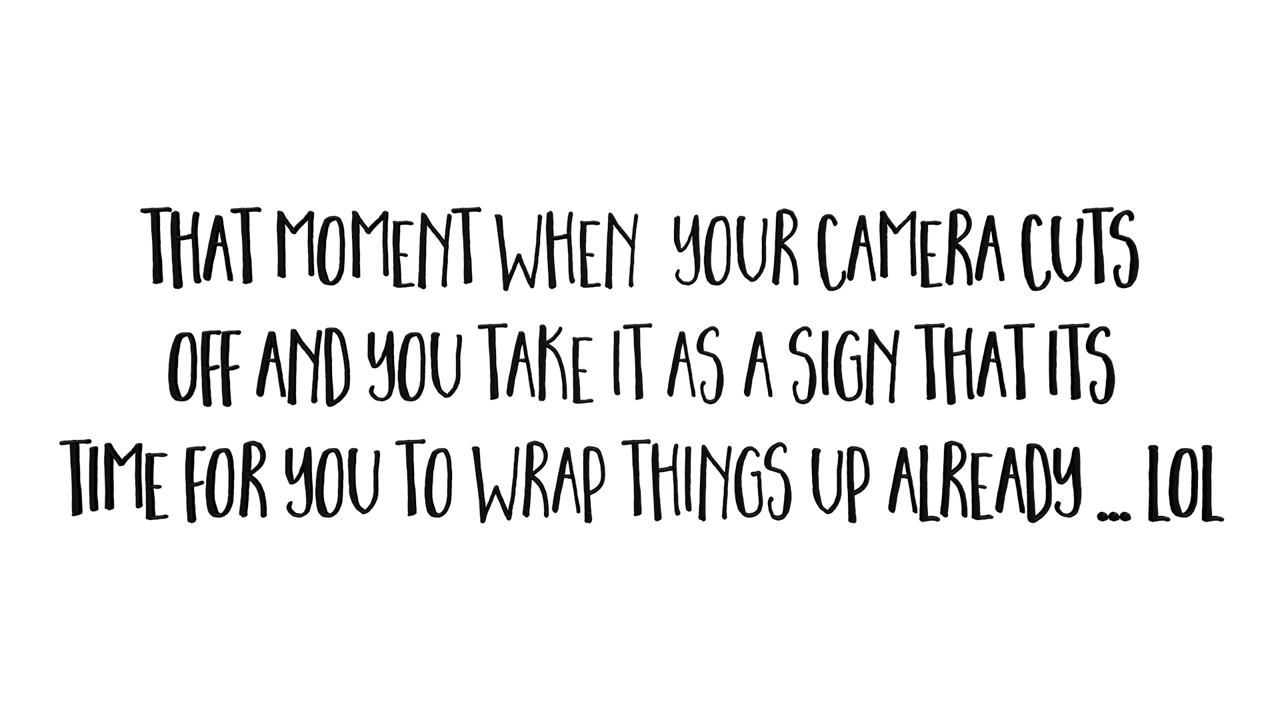 THAT MOMENT WHEN YOUR CAMERA CUTS
OFF AND YOU TAKE IT AS A SIGN THAT ITS
TIME FOR YOU TO WRAP THINGS UP ALREADY ... LOL